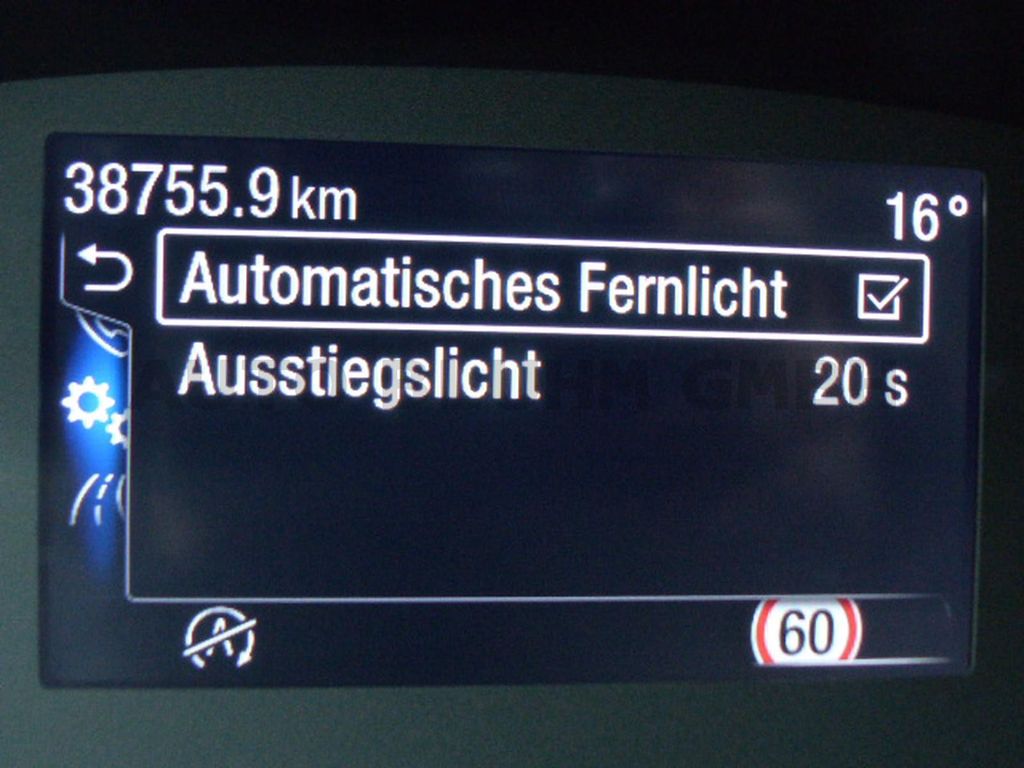 38755.9 km
16°
Automatisches Fernlicht
Ausstiegslicht 20 s
A
60